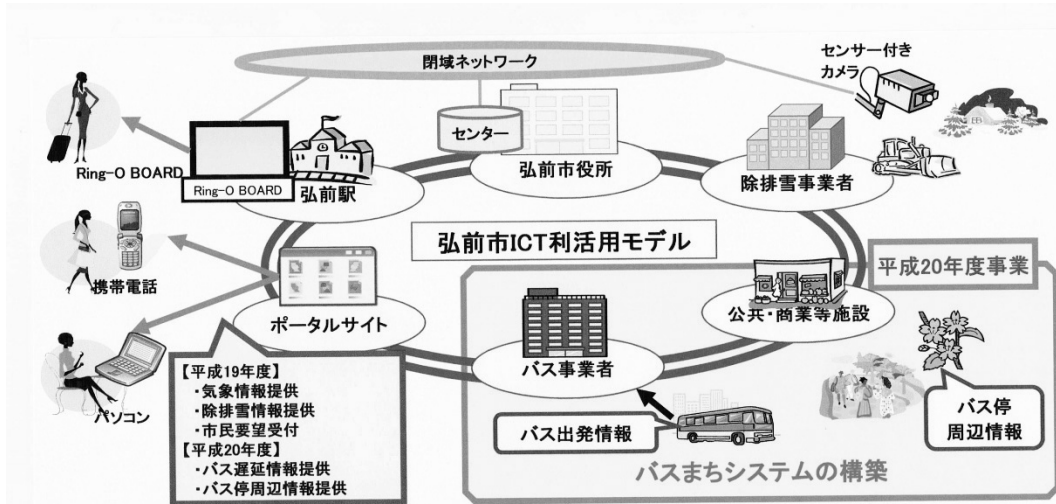 閉域ネットワーク
センサー付き
カメラ
センター
Ring-O BOARD
Ring-O BOARD
弘前駅
弘前市役所
除排雪事業者
弘前市ICT利活用モデル
平成20年度事業
携帯電話
ポータルサイト
公共・商業等施設
バス事業者
パソコン
【平成19年度】
・気象情報提供
・除排雪情報提供
・市民要望受付
【平成20年度】
・バス遅延情報提供
・バス停周辺情報提供
バス出発情報
バス停
周辺情報
バスまちシステムの構築